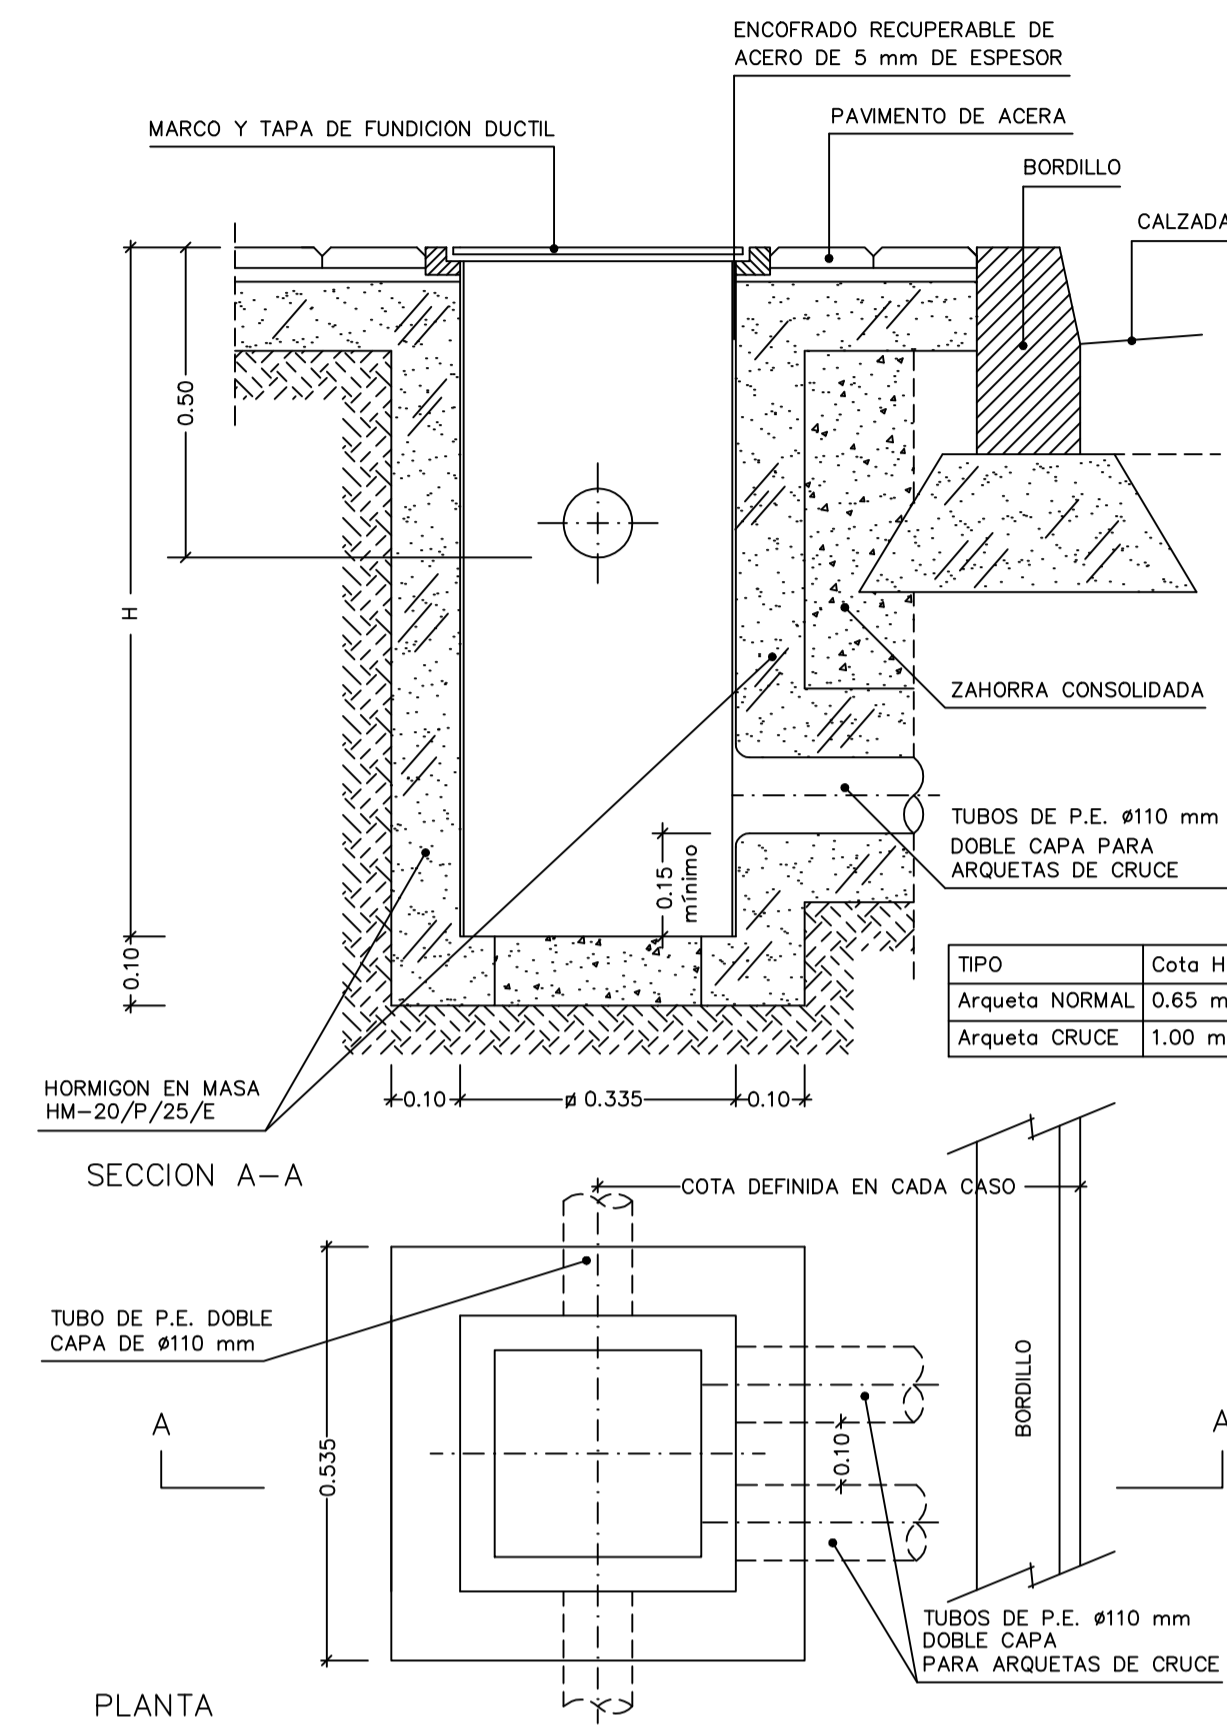 ENCOFRADO RECUPERABLE DE
ACERO DE 5 mm DE ESPESOR
MARCO Y TAPA DE FUNDICION DUCTIL
PAVIMENTO DE ACERA
BORDILLO
CALZADA
0.50
H
0.10
0.15
mínimo
ZAHORRA CONSOLIDADA
TUBOS DE P.E. ø110 mm
DOBLE CAPA PARA
ARQUETAS DE CRUCE
TIPO Cota H
Arqueta NORMAL 0.65 m
Arqueta CRUCE 1.00 m
HORMIGON EN MASA
HM-20/P/25/E
0.10 ø 0.335 0.10
SECCION A-A
COTA DEFINIDA EN CADA CASO
TUBO DE P.E. DOBLE
CAPA DE ø110 mm
BORDILLO
A A
0.535
0.10
TUBOS DE P.E. ø110 mm
DOBLE CAPA
PARA ARQUETAS DE CRUCE
PLANTA